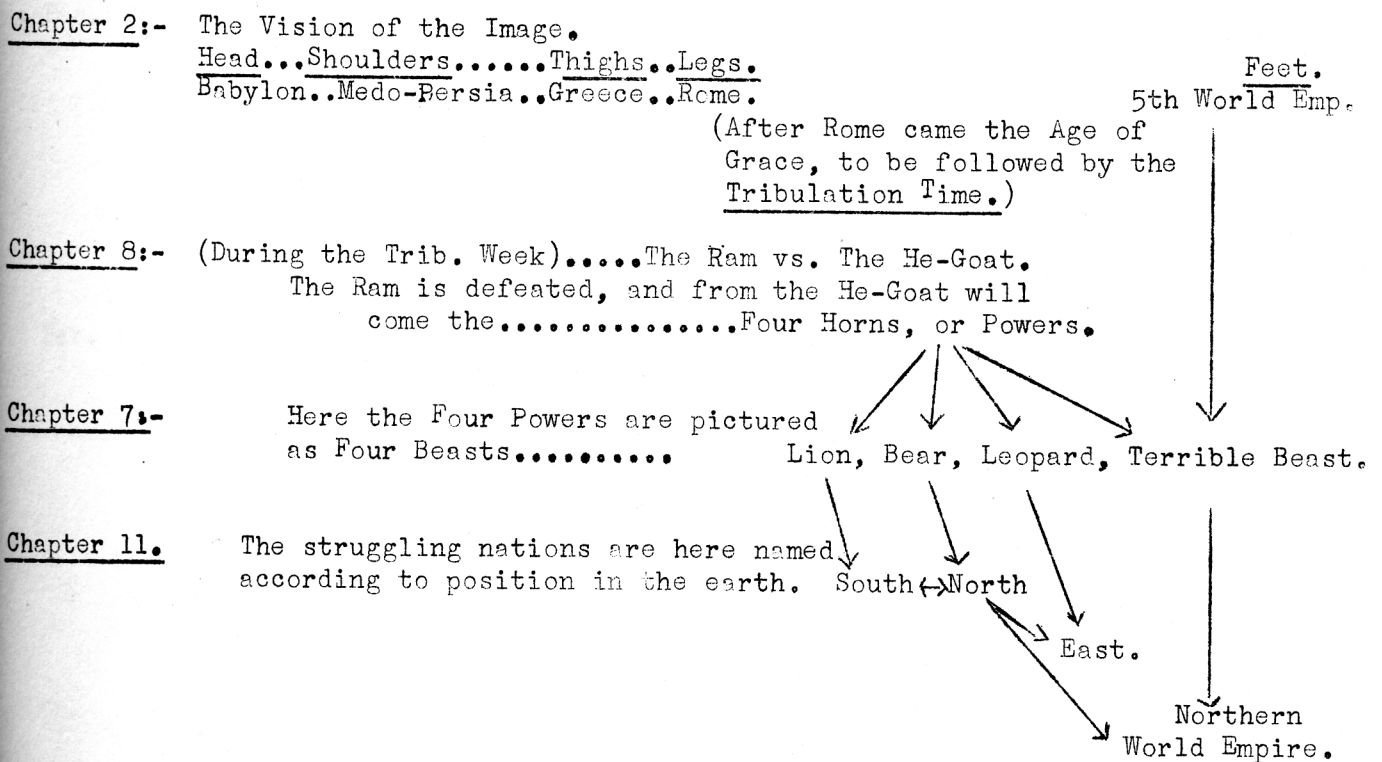 Chapter 2:- The Vision of the Image.
Head...Shoulders......Thighs..Legs.
Feet.
Babylon..Medo-Persia..Greece..Rome.
5th World Emp.
(After Rome came the Age of
Grace, to be followed by the
Tribulation Time.)
Chapter 8:- (During the Trib. Week).....The Ram vs. The He-Goat.
The Ram is defeated, and from the He-Goat will
come the...............Four Horns, or Powers.
Chapter 7:- Here the Four Powers are pictured
as Four Beasts.......... Lion, Bear, Leopard, Terrible Beast.
Chapter 11. The struggling nations are here named
according to position in the earth. South↔North
East.
Northern
World Empire.